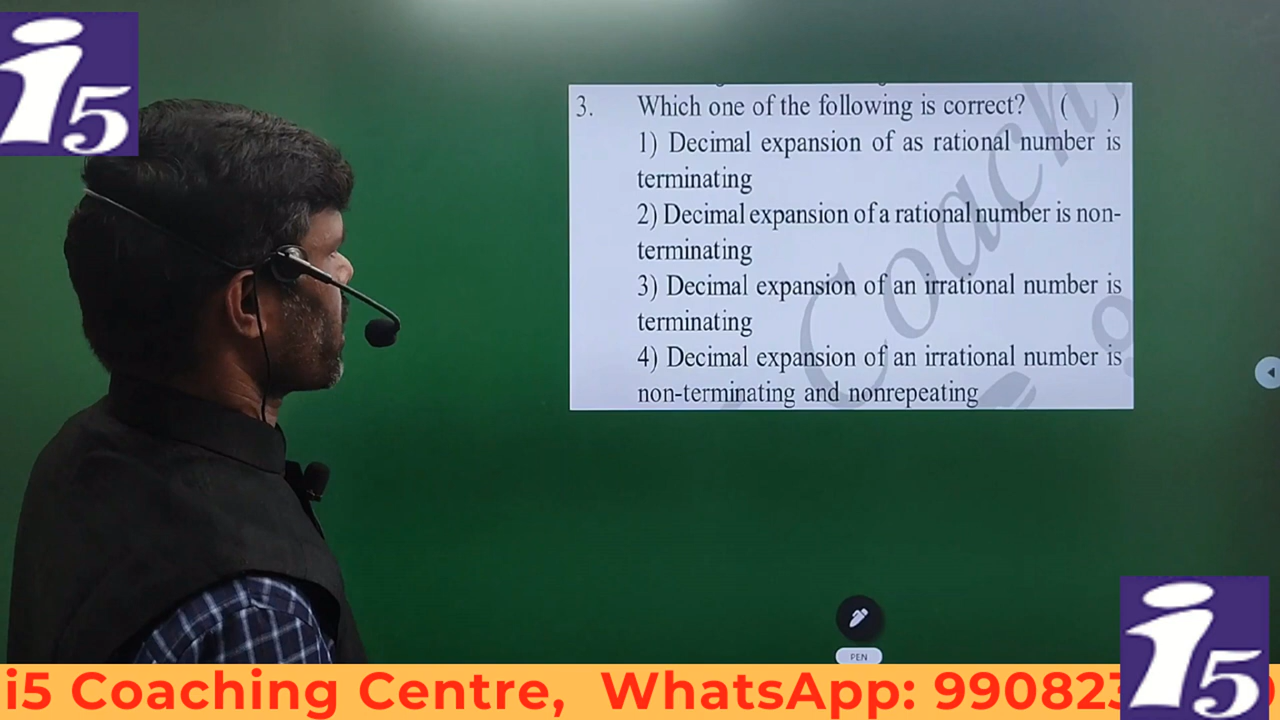 i5
3. Which one of the following is correct? ( )
1) Decimal expansion of as rational number is
terminating
2) Decimal expansion of a rational number is non-
terminating
3) Decimal expansion of an irrational number is
terminating
4) Decimal expansion of an irrational number is
non-terminating and nonrepeating
Coach
PEN
i5 Coaching Centre, WhatsApp: 990823
i5